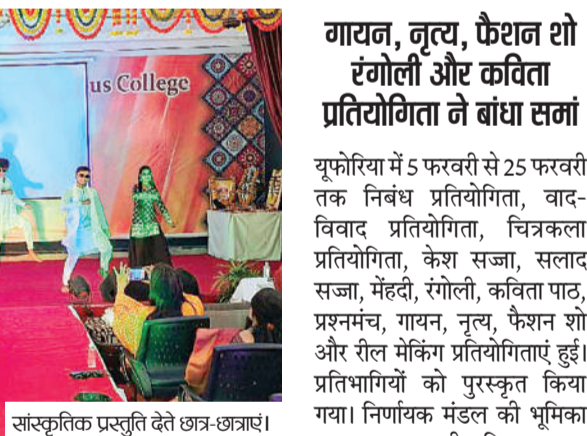 us College
सांस्कृतिक प्रस्तुति देते छात्र-छात्राएं।
गायन, नृत्य, फैशन शो
रंगोली और कविता
प्रतियोगिता ने बांधा समां
यूफोरिया में 5 फरवरी से 25 फरवरी
तक निबंध प्रतियोगिता, वाद-
विवाद प्रतियोगिता, चित्रकला
प्रतियोगिता, केश सज्जा, सलाद
सज्जा, मेंहदी, रंगोली, कविता पाठ,
प्रश्नमंच, गायन, नृत्य, फैशन शो
और रील मेकिंग प्रतियोगिताएं हुई।
प्रतिभागियों को पुरस्कृत किया
गया। निर्णायक मंडल की भूमिका